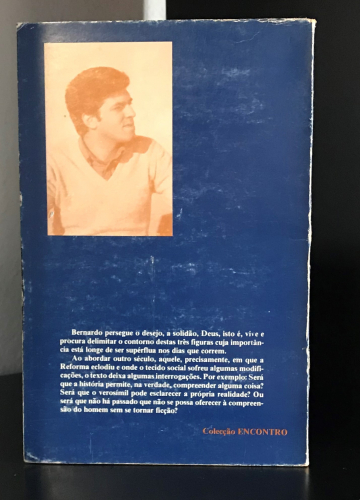 Bernardo persegue o desejo, a solidão, Deus, isto é, vive e
procura delimitar o contorno destas três figuras cuja importân-
cia está longe de ser supérflua nos dias que correm.
Ao abordar outro século, aquele, precisamente, em que a
Reforma eclodiu e onde o tecido social sofreu algumas modifi-
cações, o texto deixa algumas interrogações. Por exemplo: Será
que a história permite, na verdade, compreender alguma coisa?
Será que o verosímil pode esclarecer a própria realidade? Ou
será que não há passado que não se possa oferecer à compreen-
são do homem sem se tornar ficção?
Colecção ENCONTRO